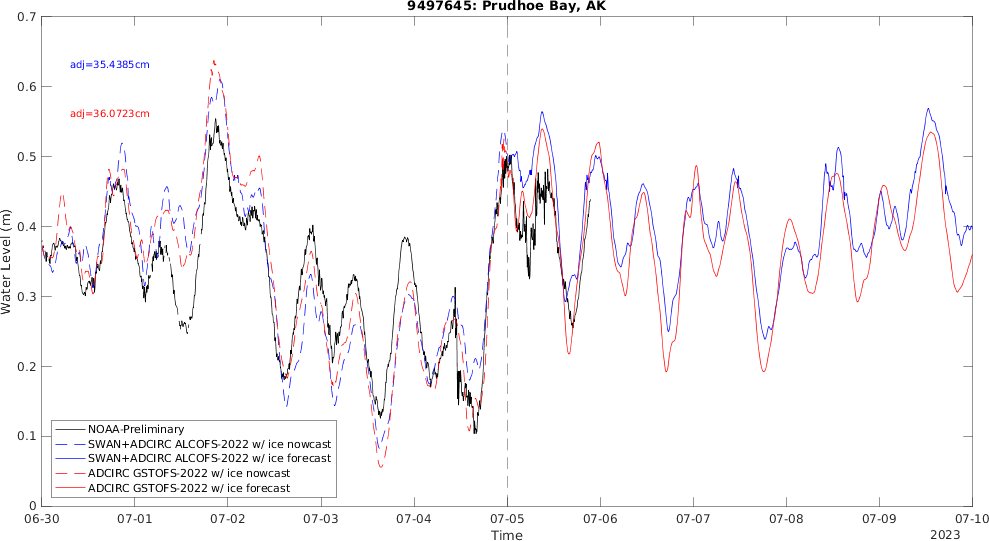 9497645: Prudhoe Bay, AK
0.7
0.6
0.5
0.4
0.3
0.2
0.1
0
Water Level (m)
adj=35.4385cm
adj=36.0723cm
NOAA-Preliminary
SWAN+ADCIRC ALCOFS-2022 w/ ice nowcast
SWAN+ADCIRC ALCOFS-2022 w/ ice forecast
ADCIRC GSTOFS-2022 w/ ice nowcast
ADCIRC GSTOFS-2022 w/ ice forecast
06-30 07-01 07-02 07-03 07-04 07-05 07-06 07-07 07-08 07-09 07-10
Time
2023